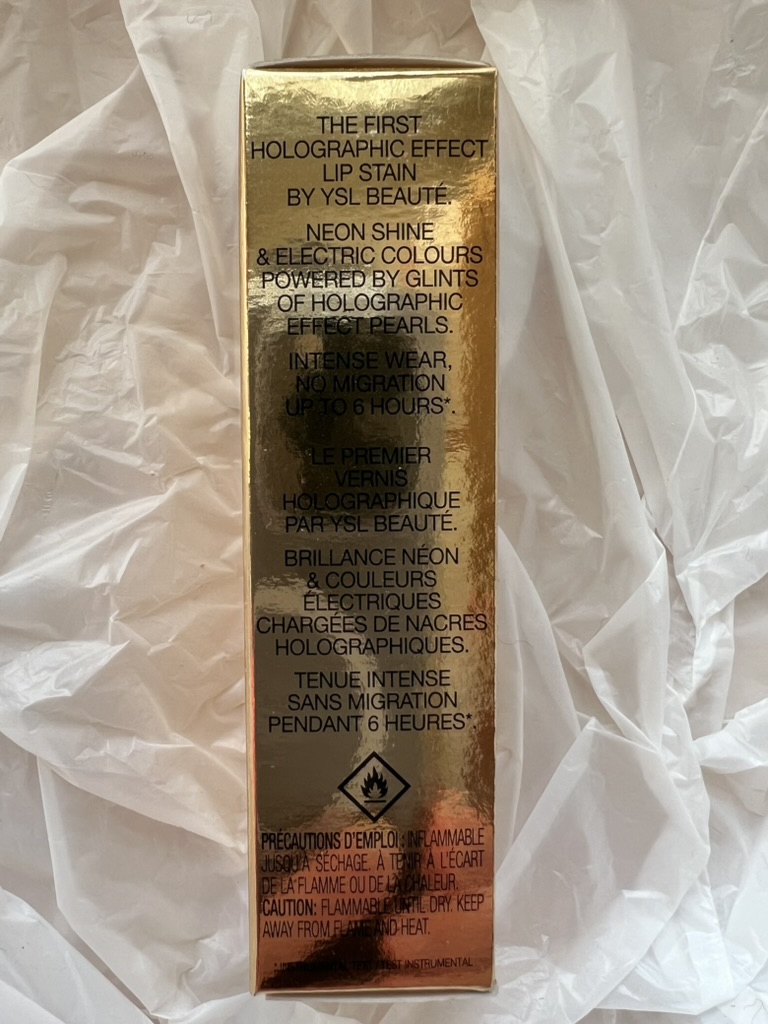 THE FIRST
HOLOGRAPHIC EFFECT
LIP STAIN
BY YSL BEAUTÉ.
NEON SHINE
& ELECTRIC COLOURS
POWERED BY GLINTS
OF HOLOGRAPHIC
EFFECT PEARLS.
INTENSE WEAR,
NO MIGRATION
UP TO 6 HOURS*.
LE PREMIER
VERNIS
HOLOGRAPHIQUE
PAR YSL BEAUTÉ.
BRILLANCE NÉON
& COULEURS
ÉLECTRIQUES
CHARGÉES DE NACRES
HOLOGRAPHIQUES.
TENUE INTENSE
SANS MIGRATION
PENDANT 6 HEURES*.
PRÉCAUTIONS D'EMPLOI : INFLAMMABLE
JUSQU'À SÉCHAGE. À TENIR À L'ÉCART
DE LA FLAMME OU DE LA CHALEUR.
CAUTION: FLAMMABLE UNTIL DRY. KEEP
AWAY FROM FLAME AND HEAT.
* INSTRUMENTAL TEST / TEST INSTRUMENTAL